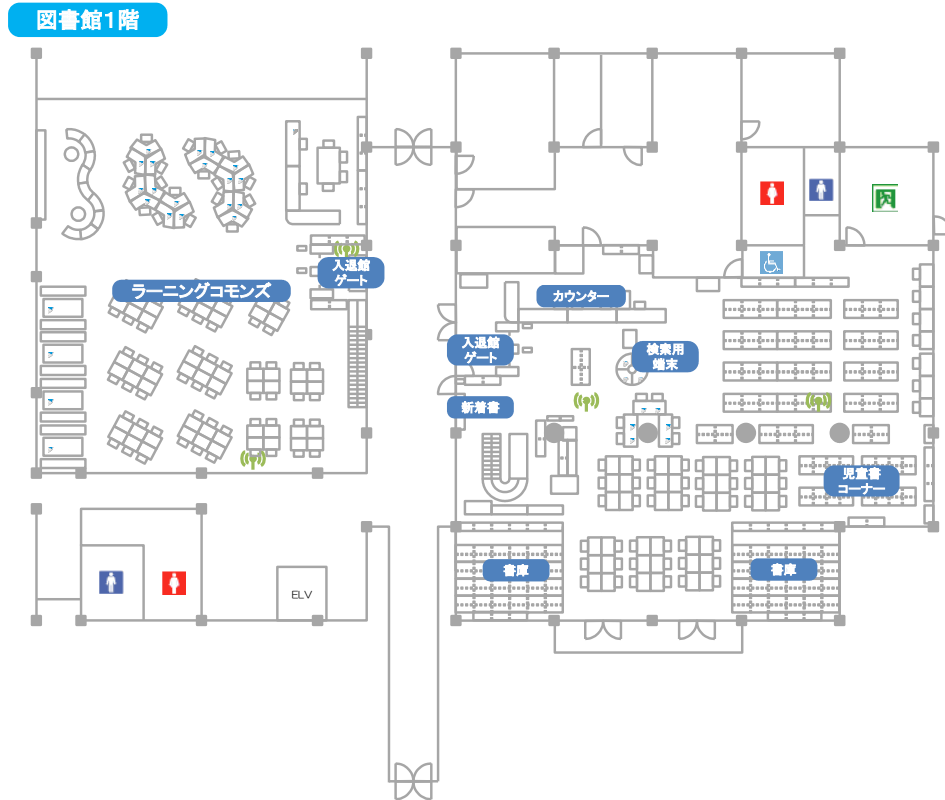 図書館1階
入退館
ゲート
ラーニングコモンズ
カウンター
入退館
ゲート
検索用
端末
新着書
児童書
コーナー
書庫
書庫
ELV